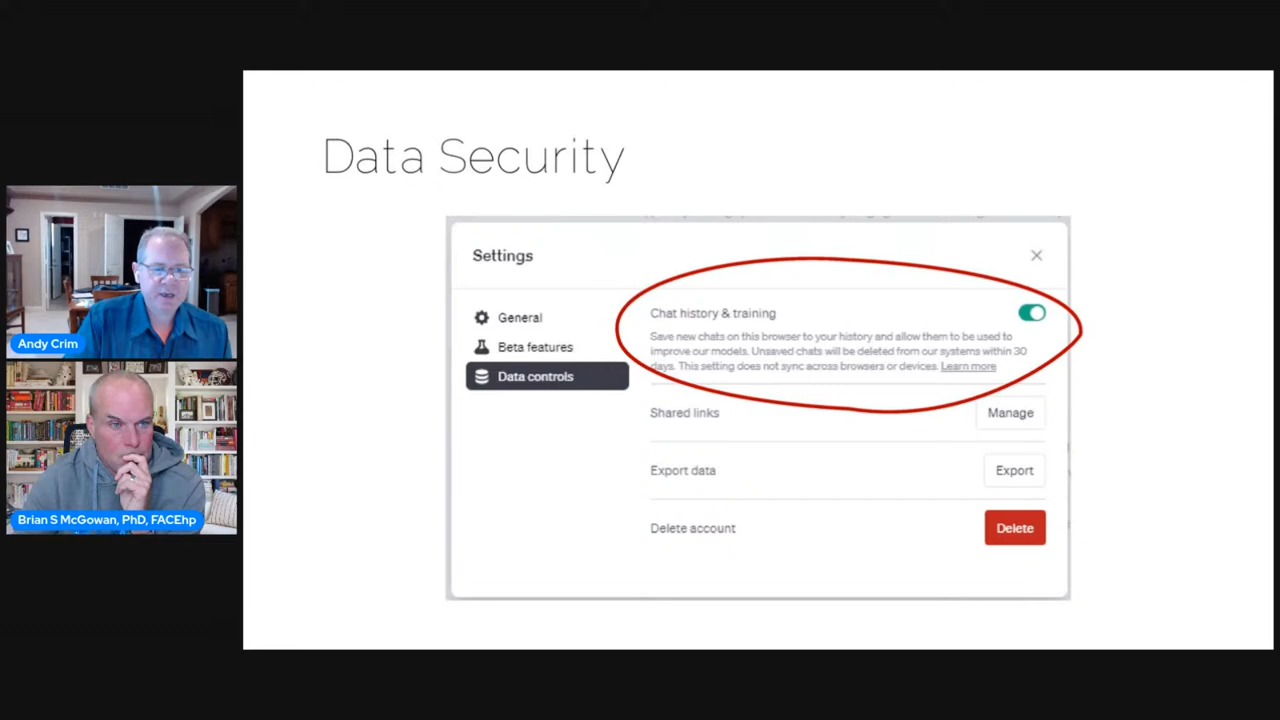 Data Security
Settings
General
Beta features
Data controls
Chat history & training
Save new chats on this browser to your history and allow them to be used to
improve our models. Unsaved chats will be deleted from our systems within 30
days. This setting does not sync across browsers or devices. Learn more
Shared links
Manage
Export data
Export
Delete account
Delete
Andy Crim
Brian S McGowan, PhD, FACEhp